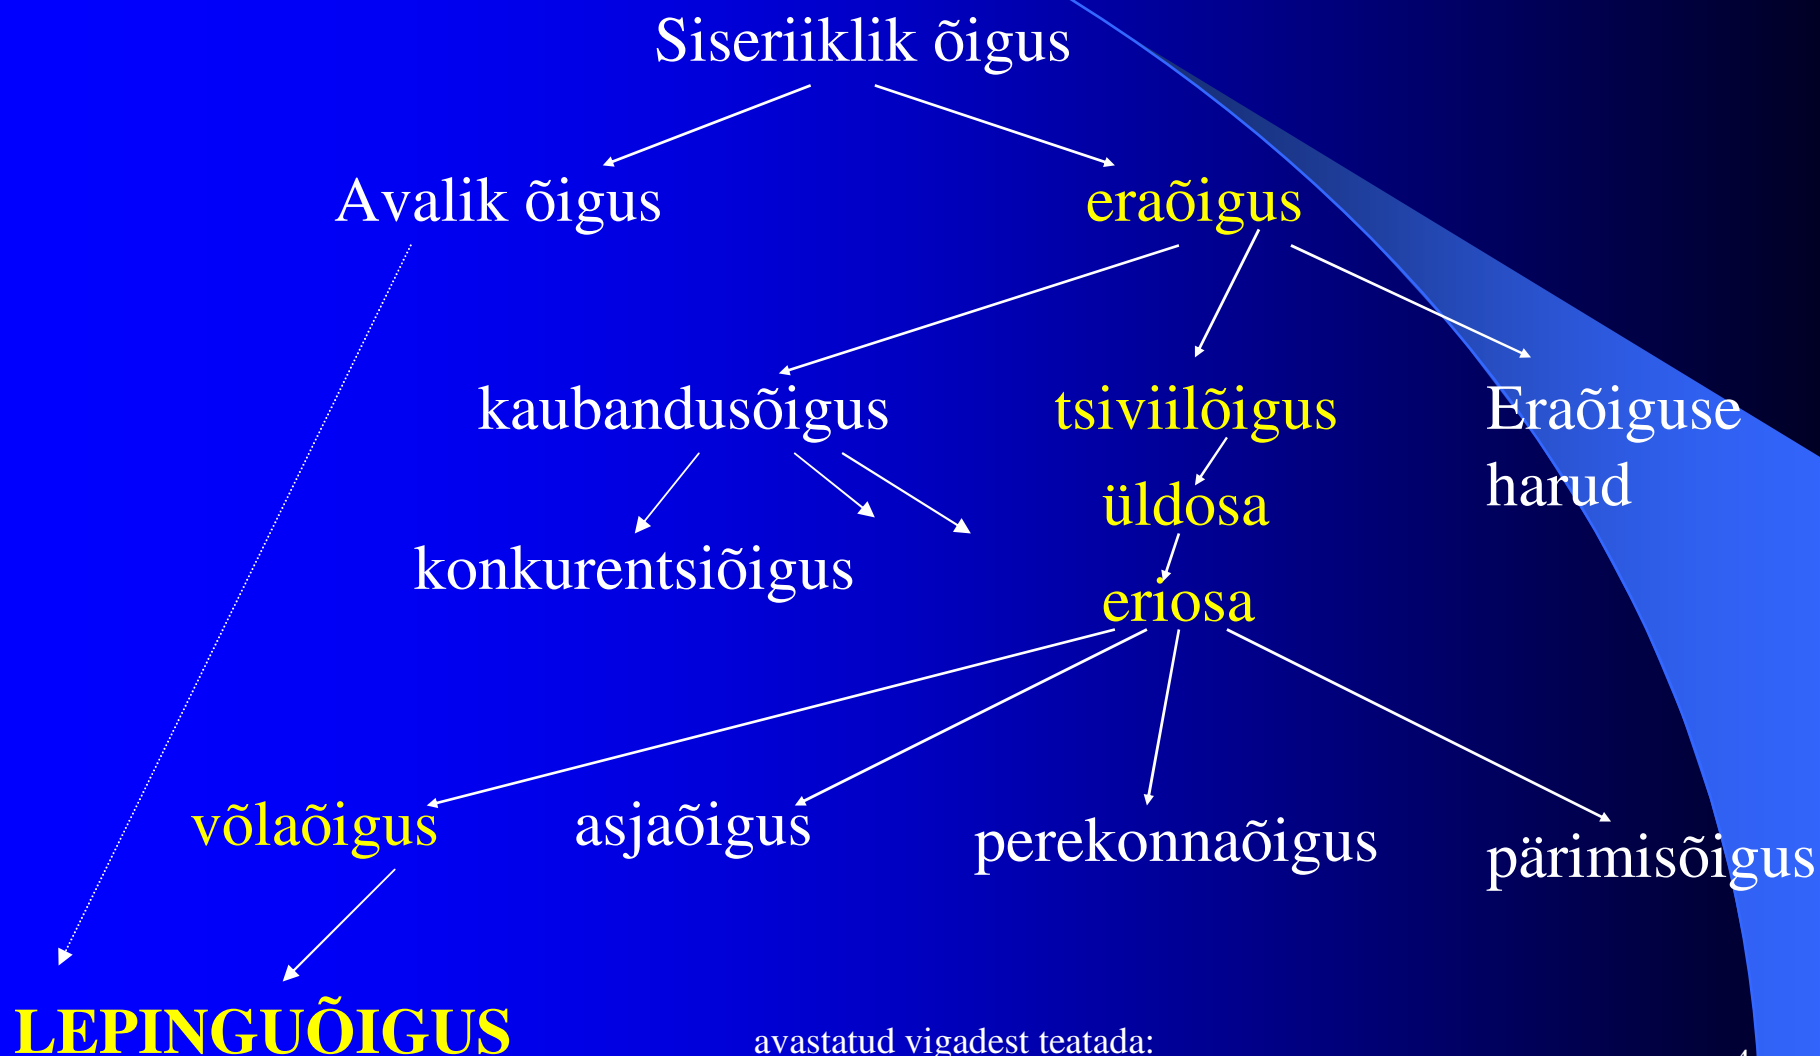 Siseriiklik õigus
Avalik õigus
eraõigus
kaubandusõigus
tsiviilõigus
Eraõiguse
harud
üldosa
konkurentsiõigus
eriosa
võlaõigus
asjaõigus
perekonnaõigus
pärimisõigus
LEPINGUÕIGUS
avastatud vigadest teatada: